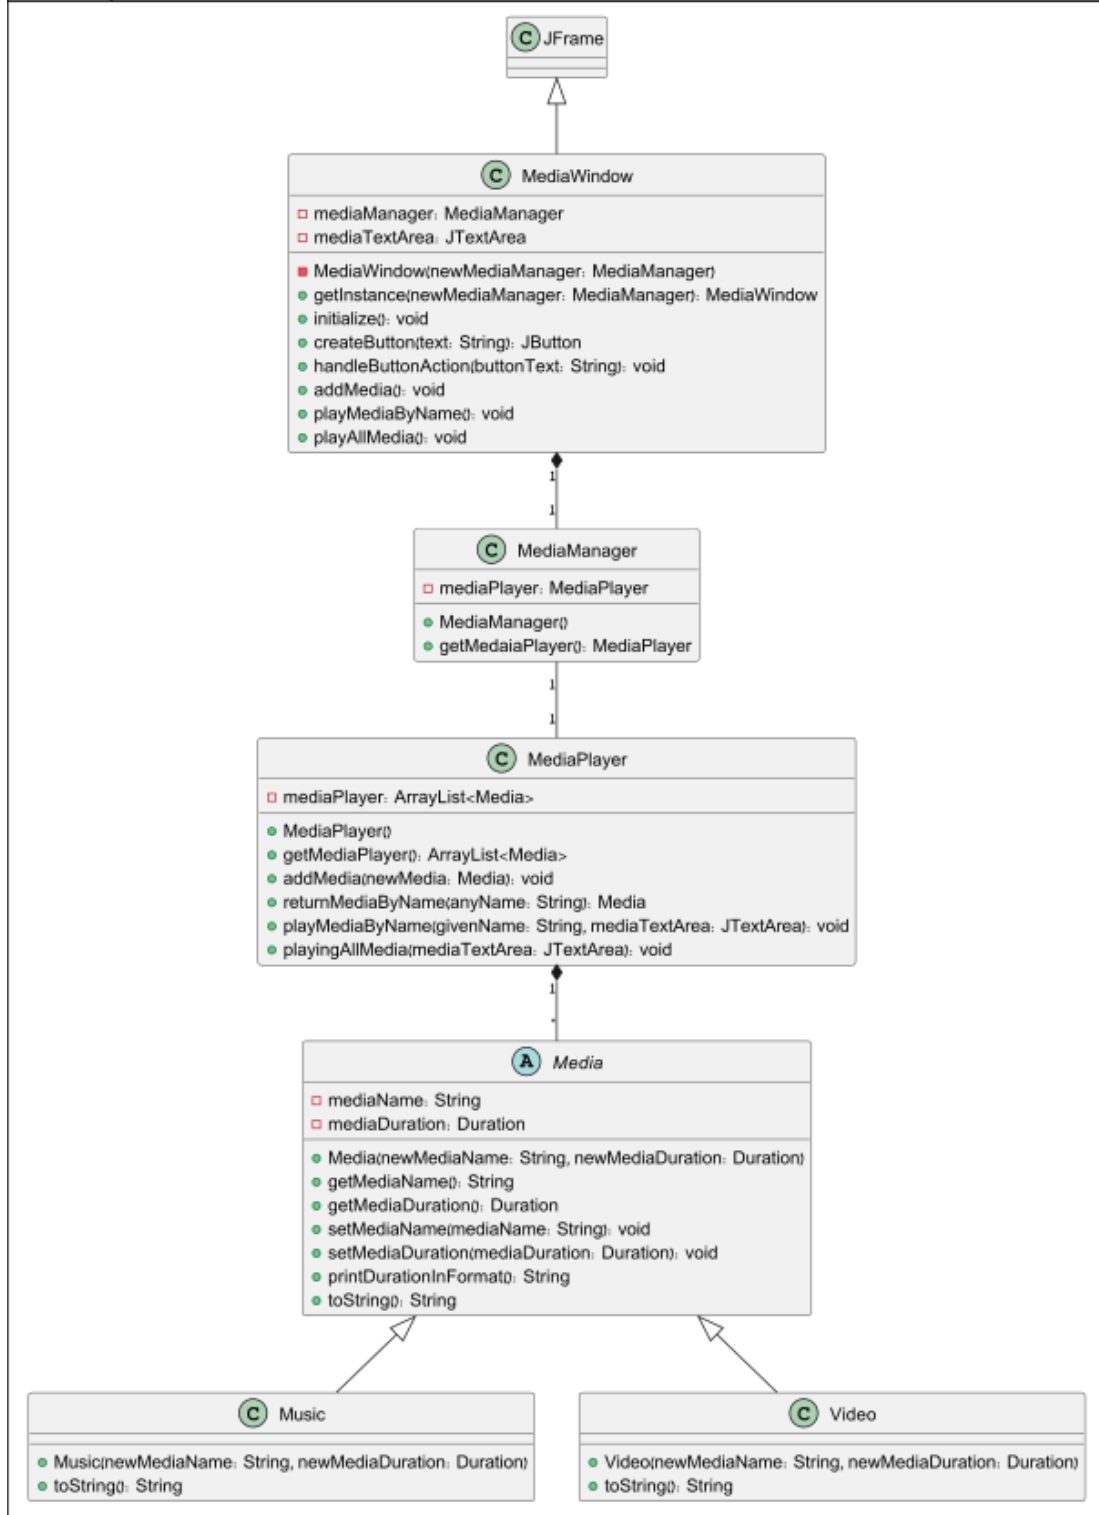 C JFrame
C MediaWindow
mediaManager: MediaManager
mediaTextArea: JTextArea
MediaWindow(newMediaManager: MediaManager)
getInstance(newMediaManager: MediaManager): MediaWindow
initialize(): void
createButton(text: String): JButton
handleButtonAction(buttonText: String): void
addMedia(): void
playMediaByName(): void
playAllMedia(): void
1
1
C MediaManager
mediaPlayer: MediaPlayer
MediaManager()
getMedaiaPlayer(): MediaPlayer
1
1
C MediaPlayer
mediaPlayer: ArrayList<Media>
MediaPlayer()
getMediaPlayer(): ArrayList<Media>
addMedia(newMedia: Media): void
returnMediaByName(anyName: String): Media
playMediaByName(givenName: String, mediaTextArea: JTextArea): void
playingAllMedia(mediaTextArea: JTextArea): void
1
*
A Media
mediaName: String
mediaDuration: Duration
Media(newMediaName: String, newMediaDuration: Duration)
getMediaName(): String
getMediaDuration(): Duration
setMediaName(mediaName: String): void
setMediaDuration(mediaDuration: Duration): void
printDurationInFormat(): String
toString(): String
C Music
Music(newMediaName: String, newMediaDuration: Duration)
toString(): String
C Video
Video(newMediaName: String, newMediaDuration: Duration)
toString(): String